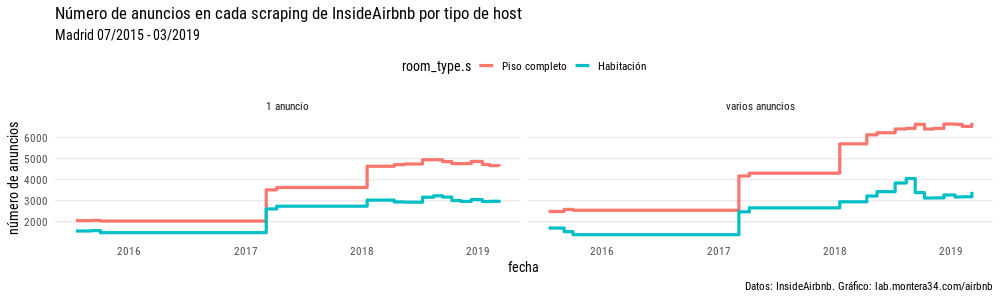 Número de anuncios en cada scraping de InsideAirbnb por tipo de host
Madrid 07/2015 - 03/2019
room_type.s Piso completo Habitación
1 anuncio varios anuncios
número de anuncios
6000
5000
4000
3000
2000
2016 2017 2018 2019 2016 2017 2018 2019
fecha
Datos: InsideAirbnb. Gráfico: lab.montera34.com/airbnb